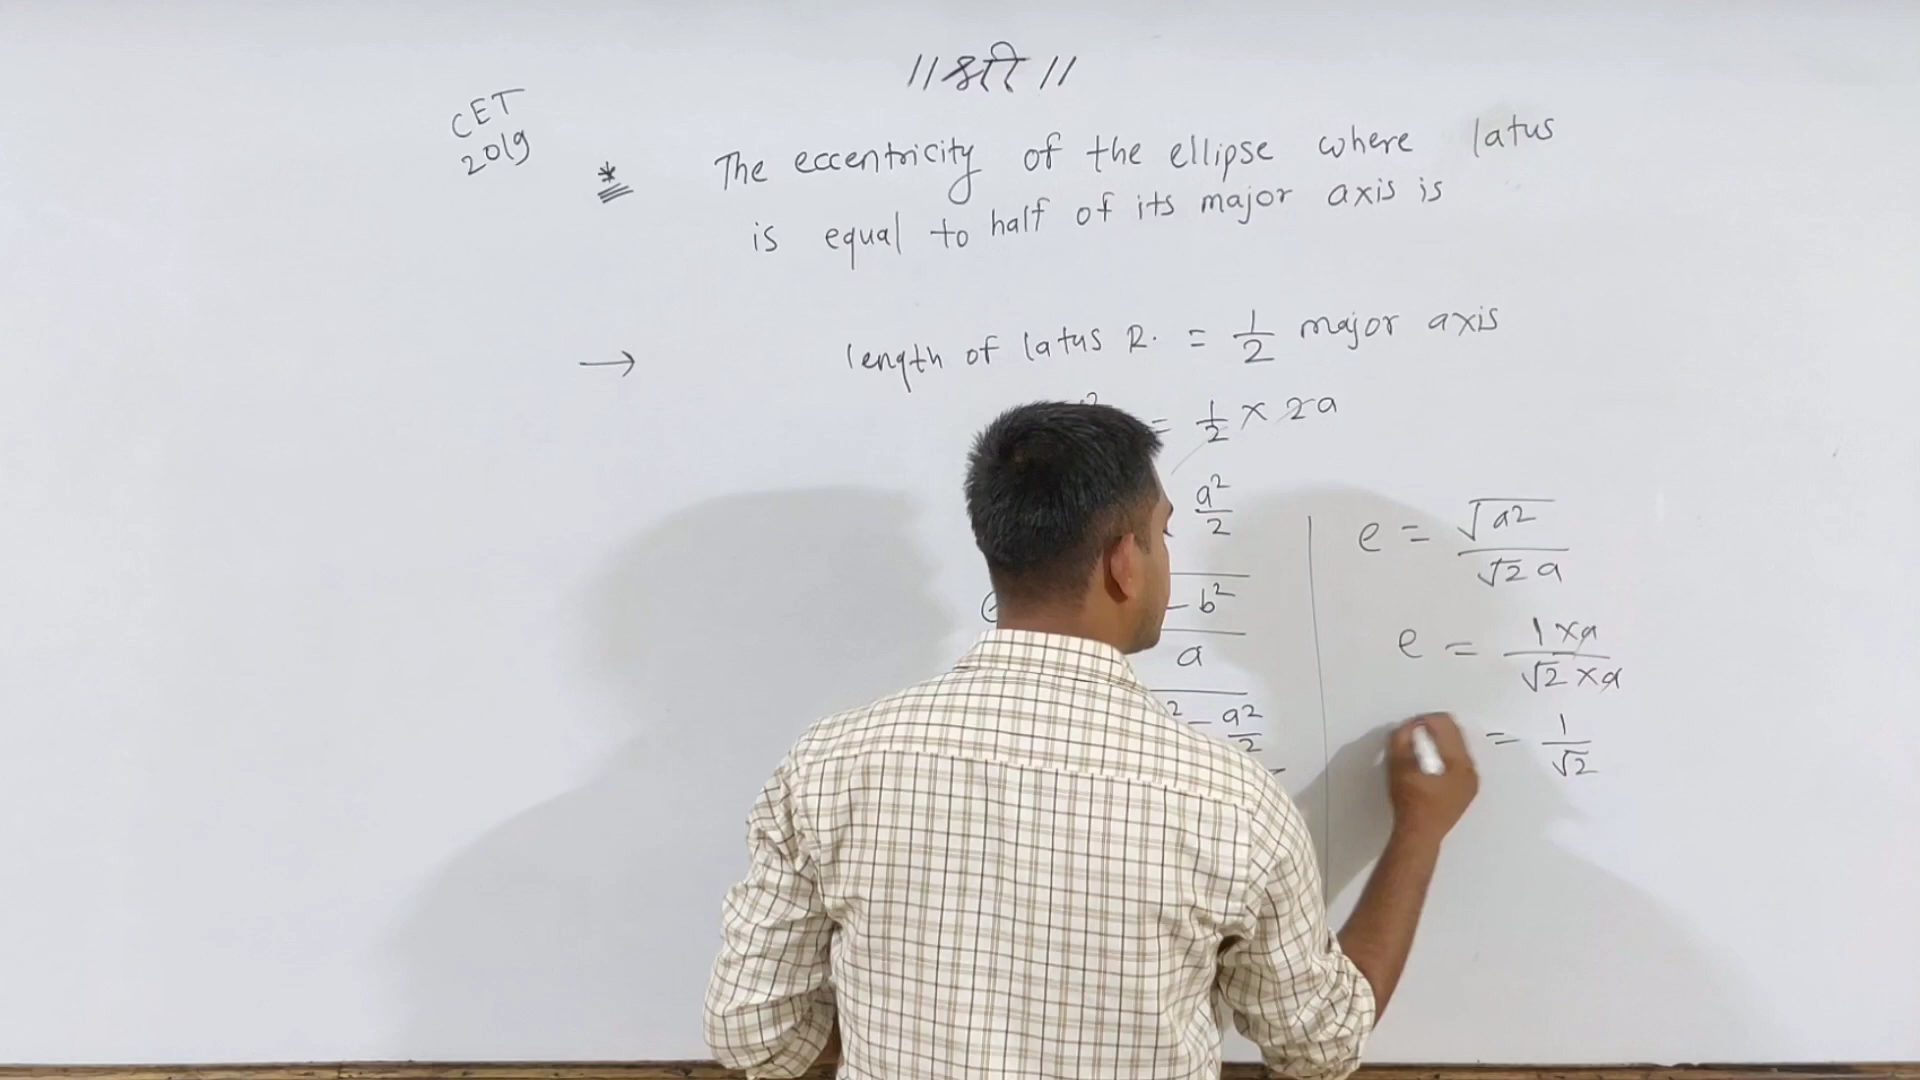 ॥ श्री ॥
CET
2019
* The eccentricity of the ellipse where latus
is equal to half of its major axis is
→ length of latus R. = 1/2 major axis
= 1/2 × 2a
a²/2
- b²
a
² - a²/2
e = √a²/√2 a
e = 1×a/√2×a
= 1/√2